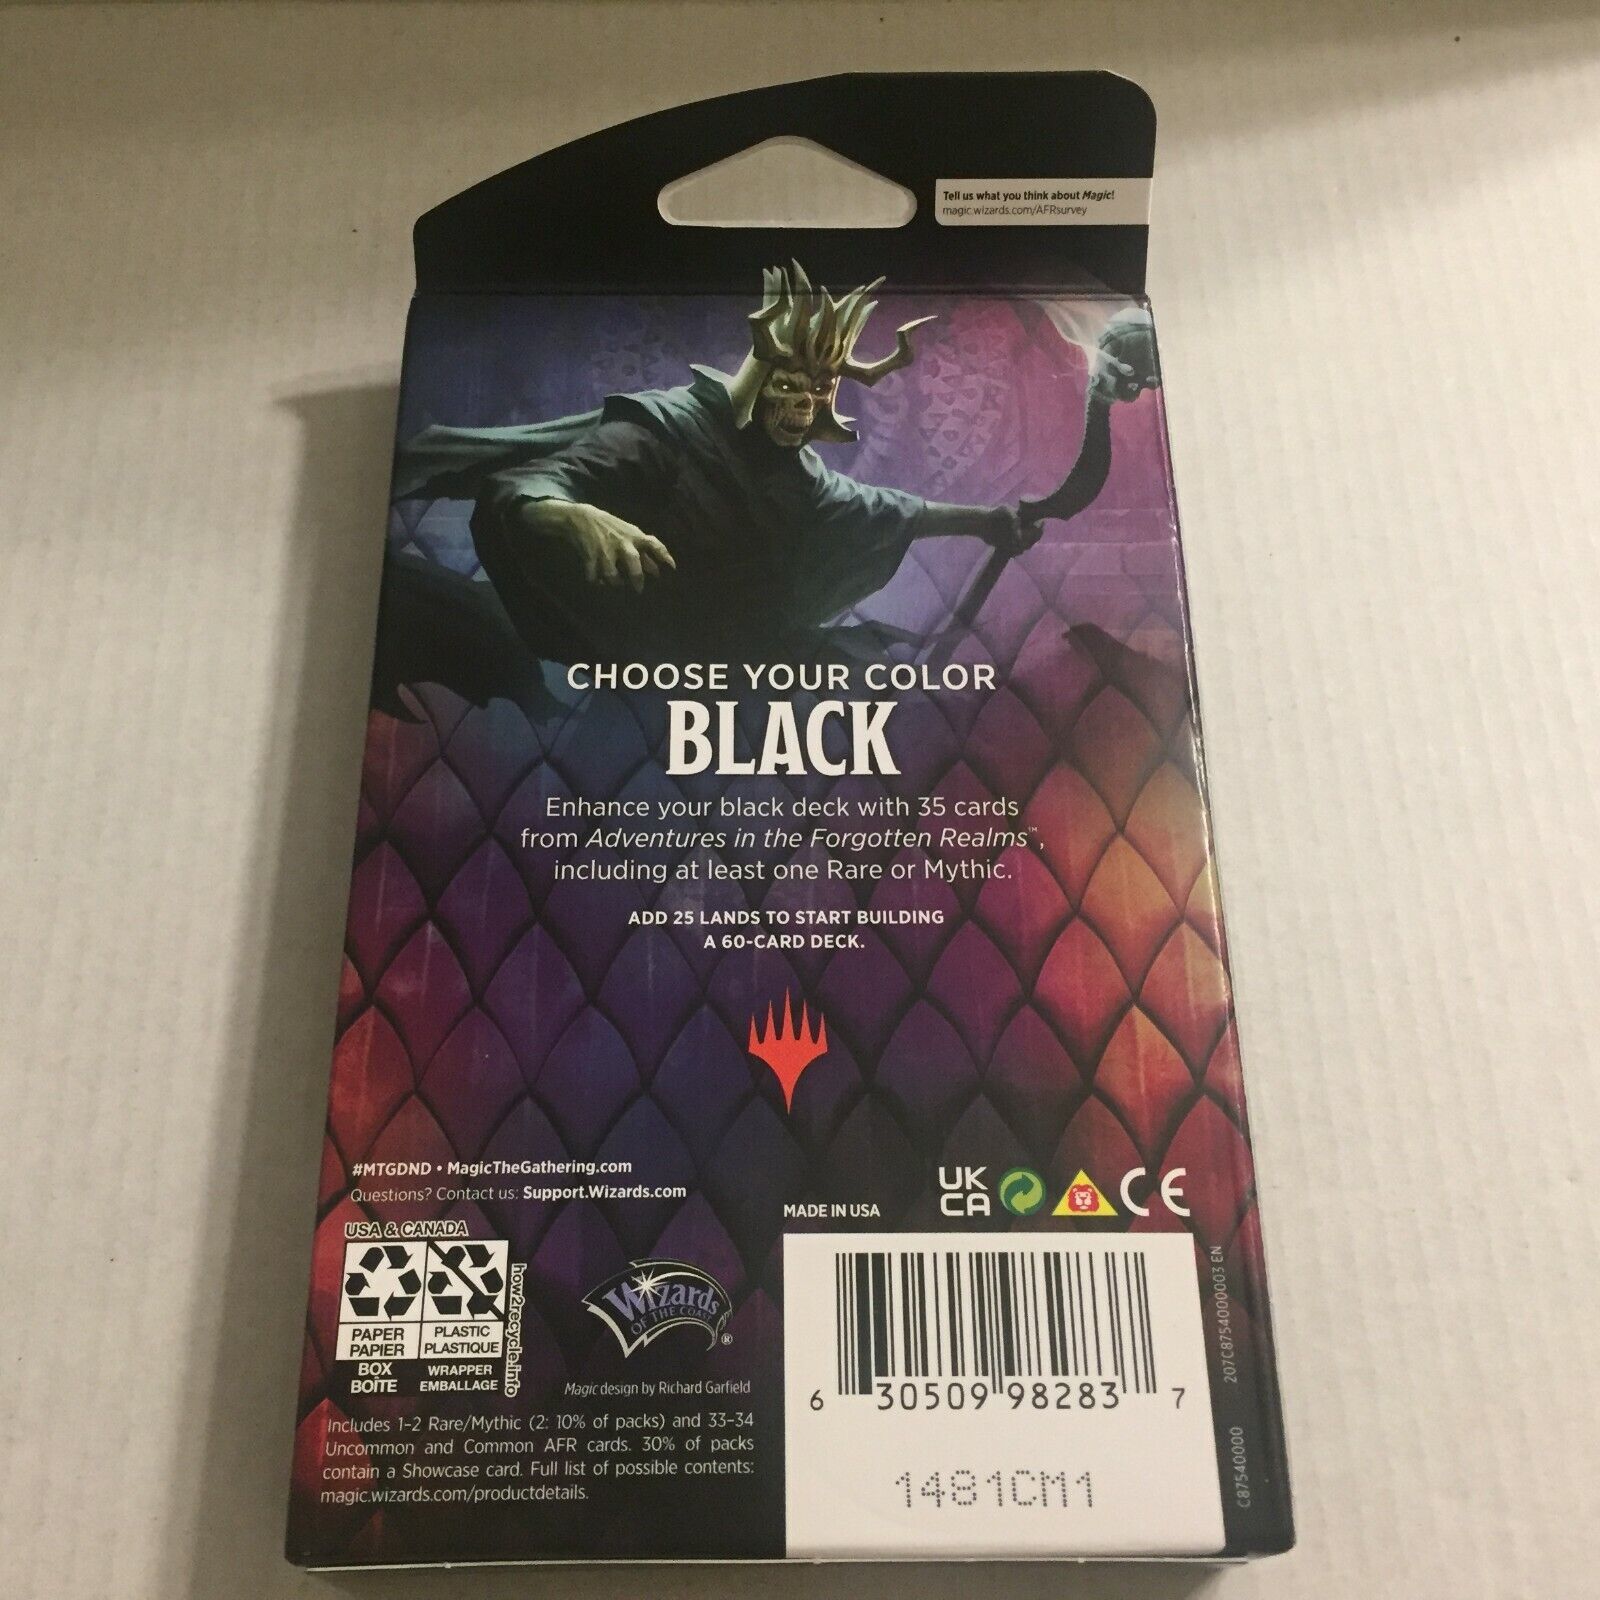 Tell us what you think about Magic!
magic.wizards.com/AFRsurvey
CHOOSE YOUR COLOR
BLACK
Enhance your black deck with 35 cards
from Adventures in the Forgotten Realms™,
including at least one Rare or Mythic.
ADD 25 LANDS TO START BUILDING
A 60-CARD DECK.
#MTGDND • MagicTheGathering.com
Questions? Contact us: Support.Wizards.com
USA & CANADA
PAPER
PAPIER
BOX
BOÎTE
PLASTIC
PLASTIQUE
WRAPPER
EMBALLAGE
how2recycle.info
Wizards
OF THE COAST
®
Magic design by Richard Garfield
Includes 1–2 Rare/Mythic (2: 10% of packs) and 33–34
Uncommon and Common AFR cards. 30% of packs
contain a Showcase card. Full list of possible contents:
magic.wizards.com/productdetails.
MADE IN USA
UK
CA
CE
6 30509 98283 7
1481CM1
C87540000
207C875400003 EN